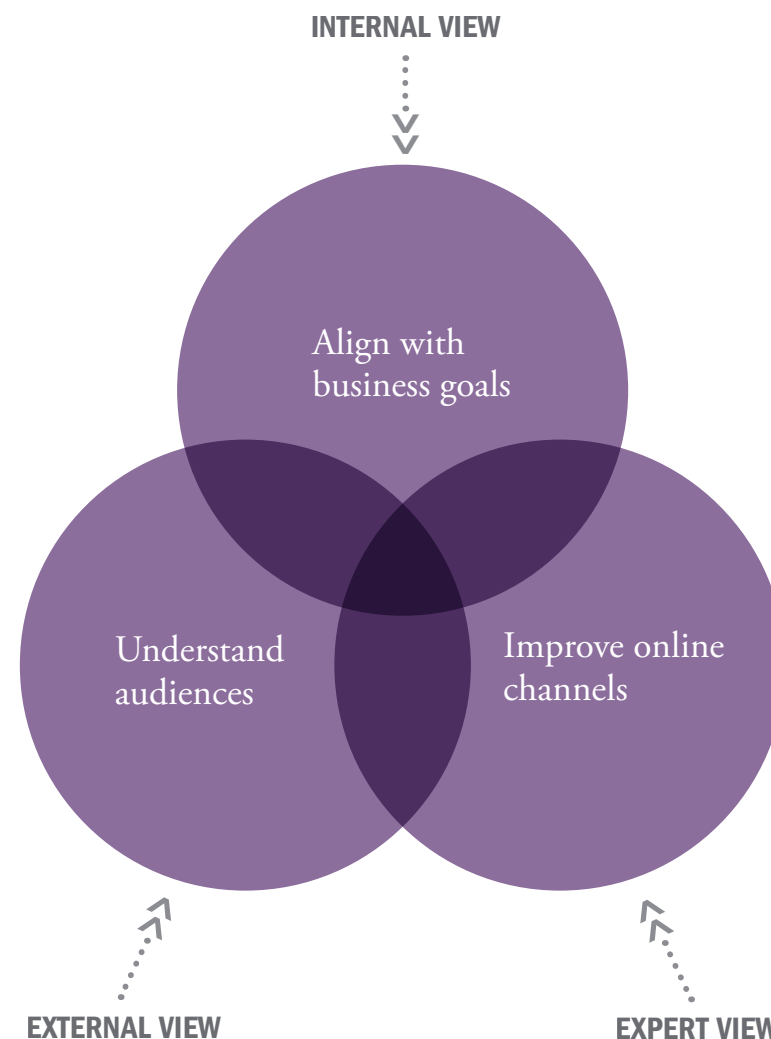 INTERNAL VIEW
Align with
business goals
Understand
audiences
Improve online
channels
EXTERNAL VIEW
EXPERT VIEW